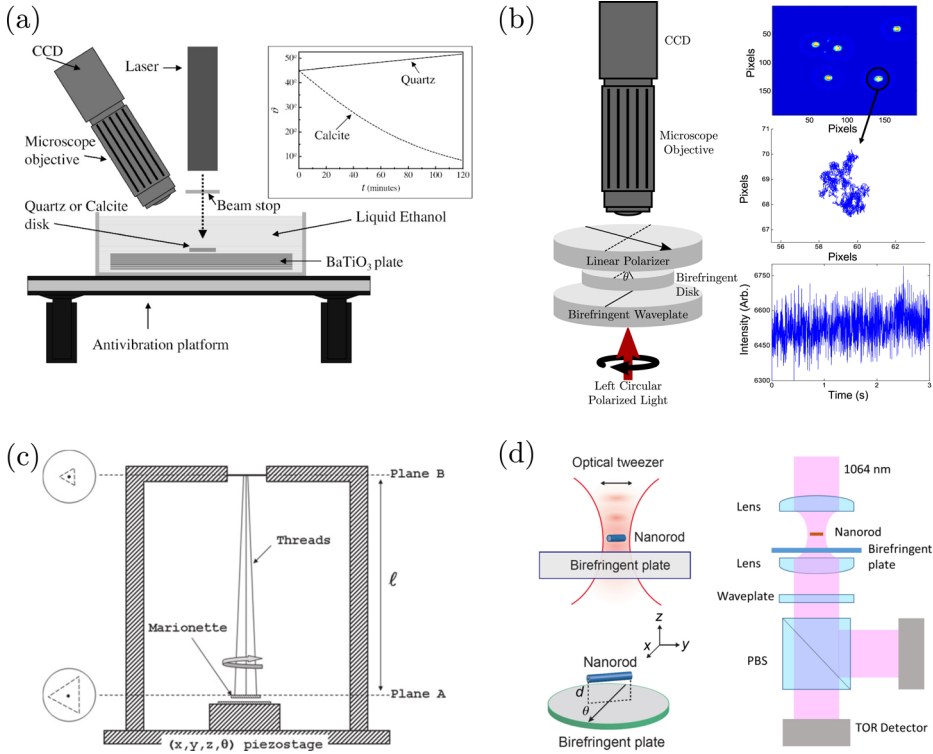 (a)
CCD
Laser
Microscope
objective
Beam stop
Quartz or Calcite
disk
Liquid Ethanol
BaTiO3 plate
Antivibration platform
50°
40°
30°
20°
10°
ϑ
Quartz
Calcite
0 20 40 60 80 100 120
t (minutes)
(b)
CCD
Microscope
Objective
Linear Polarizer
θ
Birefringent
Disk
Birefringent Waveplate
Left Circular
Polarized Light
Pixels
0
50
100
150
50 100 150
Pixels
Pixels
71
70
69
68
67
66
56 58 60 62
Pixels
Intensity (Arb.)
6750
6600
6450
6300
0 1 2 3
Time (s)
(c)
Plane B
Threads
ℓ
Marionette
Plane A
(x,y,z,θ) piezostage
(d)
Optical tweezer
Nanorod
Birefringent plate
z
x
y
Nanorod
d
θ
Birefringent plate
1064 nm
Lens
Nanorod
Birefringent
plate
Lens
Waveplate
PBS
TOR Detector